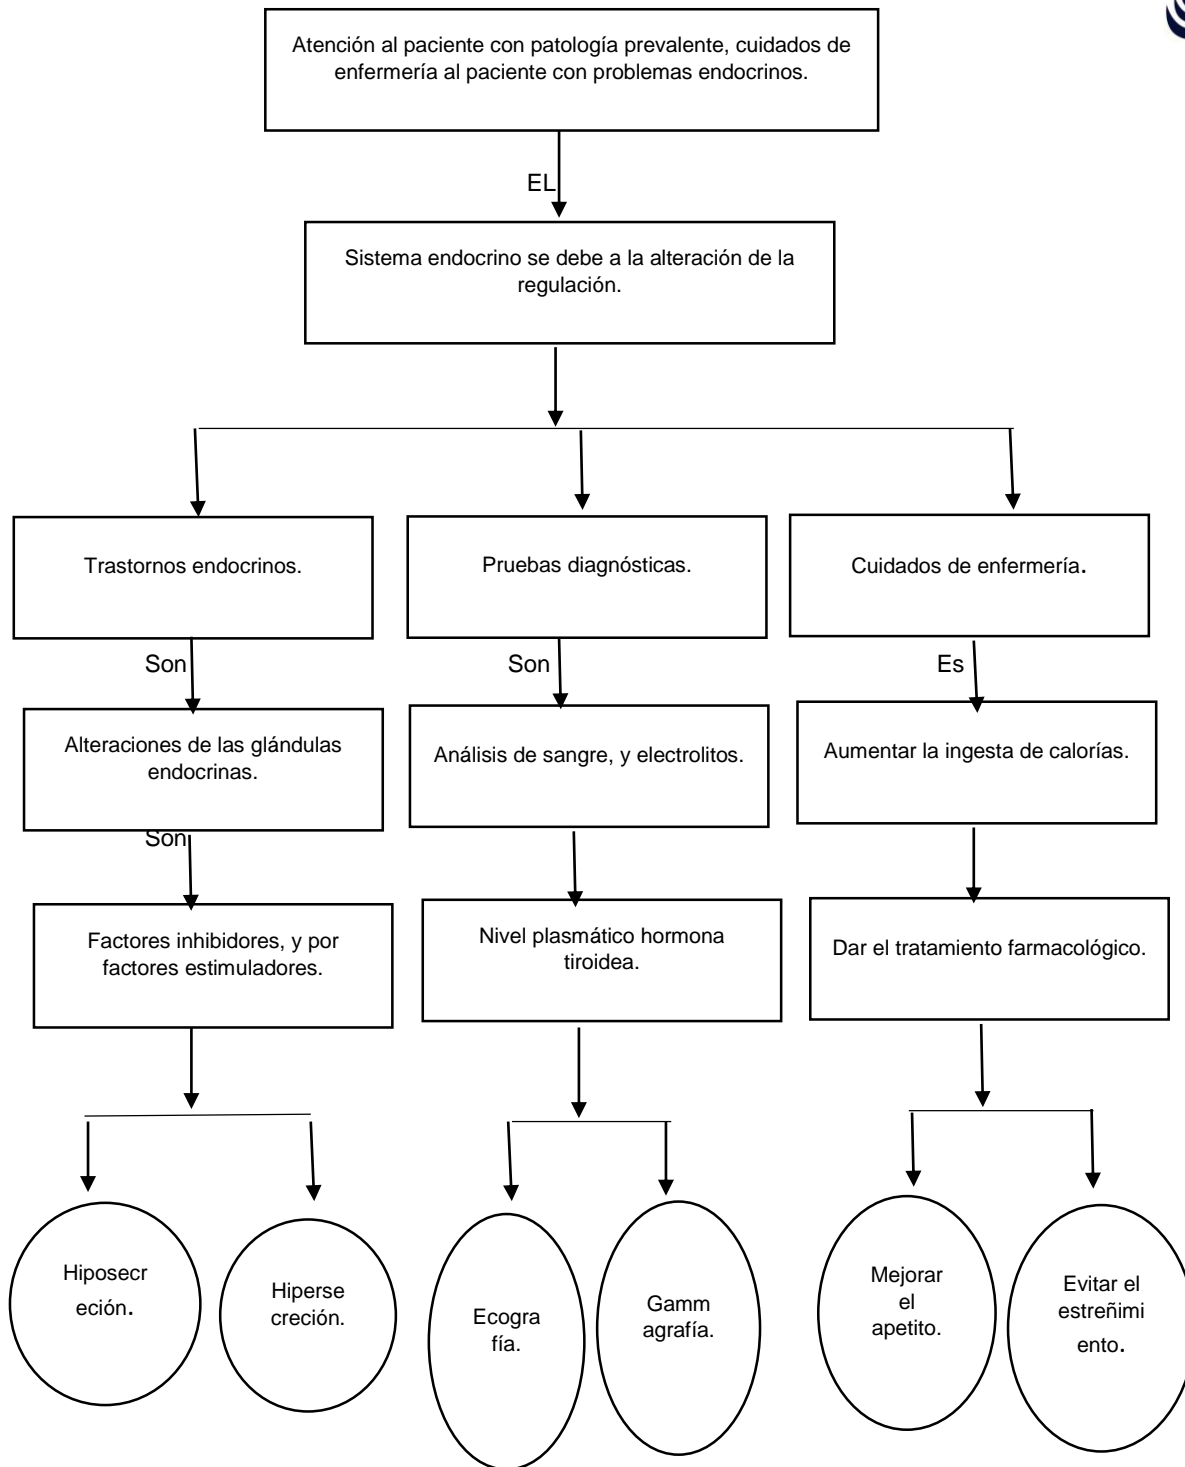 Atención al paciente con patología prevalente, cuidados de
enfermería al paciente con problemas endocrinos.
EL
Sistema endocrino se debe a la alteración de la
regulación.
Trastornos endocrinos.
Pruebas diagnósticas.
Cuidados de enfermería.
Son
Son
Es
Alteraciones de las glándulas
endocrinas.
Análisis de sangre, y electrolitos.
Aumentar la ingesta de calorías.
Son
Factores inhibidores, y por
factores estimuladores.
Nivel plasmático hormona
tiroidea.
Dar el tratamiento farmacológico.
Hiposecr
eción.
Hiperse
creción.
Ecogra
fía.
Gamm
agrafía.
Mejorar
el
apetito.
Evitar el
estreñimi
ento.